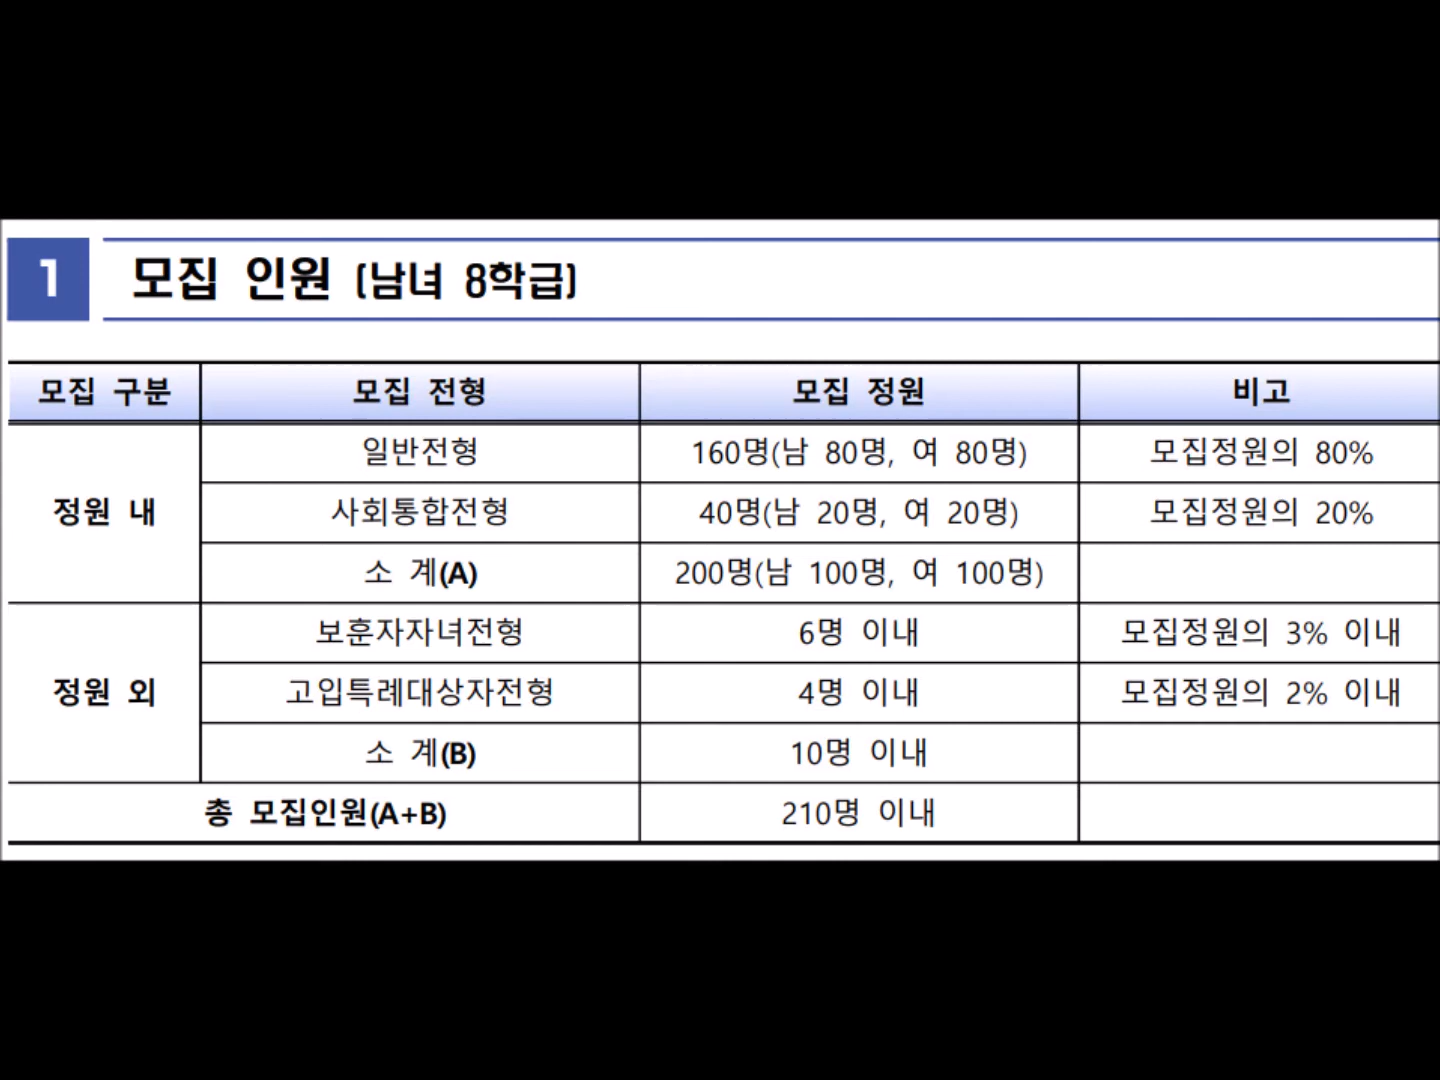 1 모집 인원 (남녀 8학급)
모집 구분 모집 전형 모집 정원 비고
정원 내
일반전형 160명(남 80명, 여 80명) 모집정원의 80%
사회통합전형 40명(남 20명, 여 20명) 모집정원의 20%
소 계(A) 200명(남 100명, 여 100명)
정원 외
보훈자자녀전형 6명 이내 모집정원의 3% 이내
고입특례대상자전형 4명 이내 모집정원의 2% 이내
소 계(B) 10명 이내
총 모집인원(A+B) 210명 이내